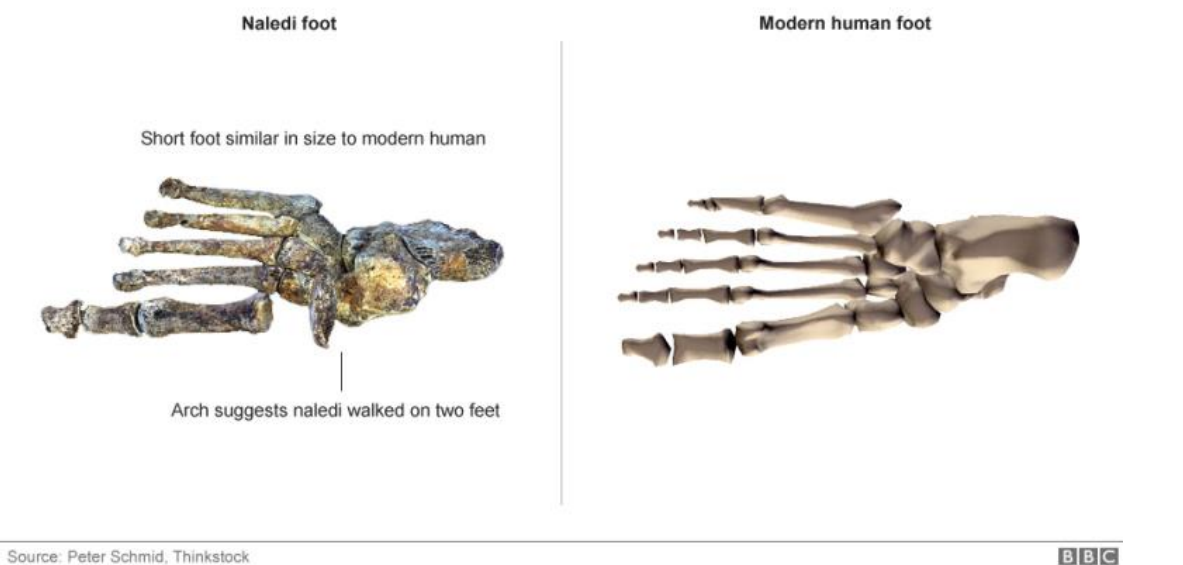 Naledi foot
Modern human foot
Short foot similar in size to modern human
Arch suggests naledi walked on two feet
Source: Peter Schmid, Thinkstock
BBC